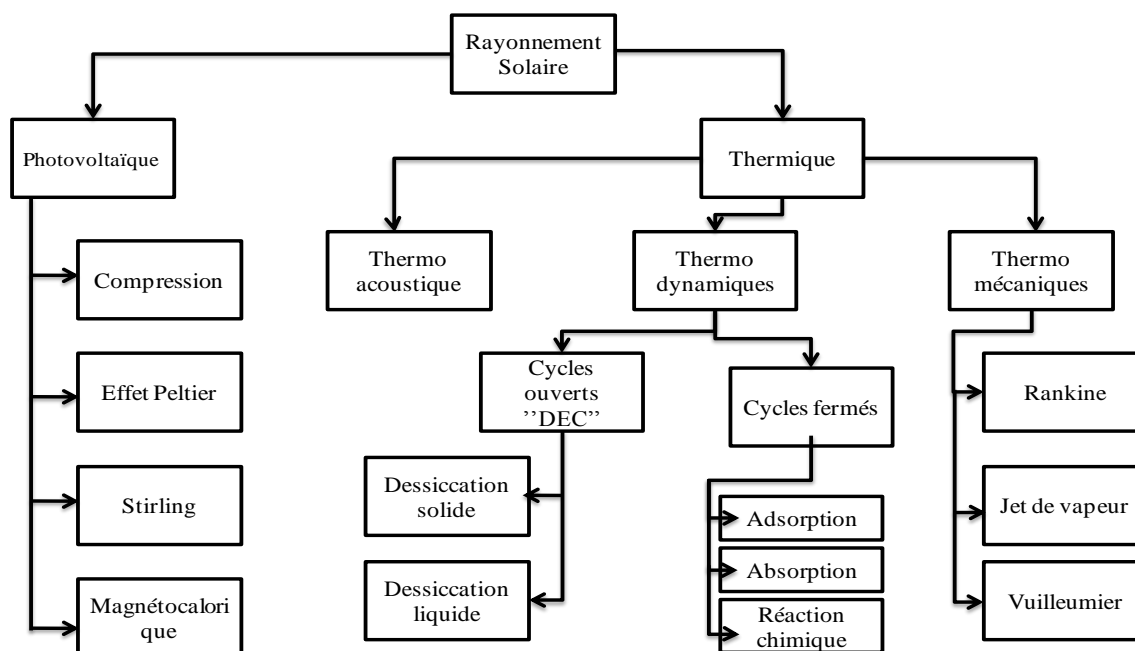 Rayonnement
Solaire
Photovoltaïque
Thermique
Thermo
acoustique
Thermo
dynamiques
Thermo
mécaniques
Compression
Effet Peltier
Stirling
Magnétocalori
que
Cycles
ouverts
’’DEC’’
Cycles fermés
Dessiccation
solide
Dessiccation
liquide
Adsorption
Absorption
Réaction
chimique
Rankine
Jet de vapeur
Vuilleumier